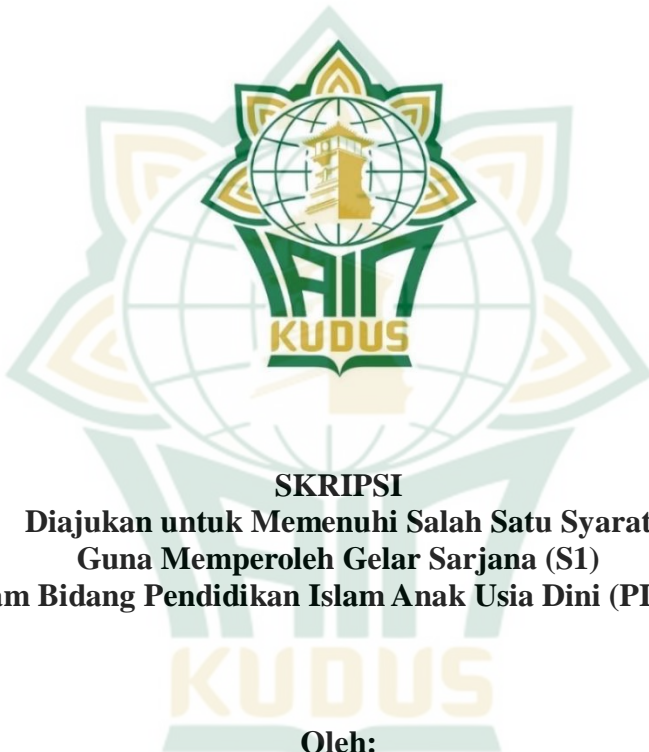 IAIN
KUDUS
SKRIPSI
Diajukan untuk Memenuhi Salah Satu Syarat
Guna Memperoleh Gelar Sarjana (S1)
Bidang Pendidikan Islam Anak Usia Dini
KUDUS
Oleh: